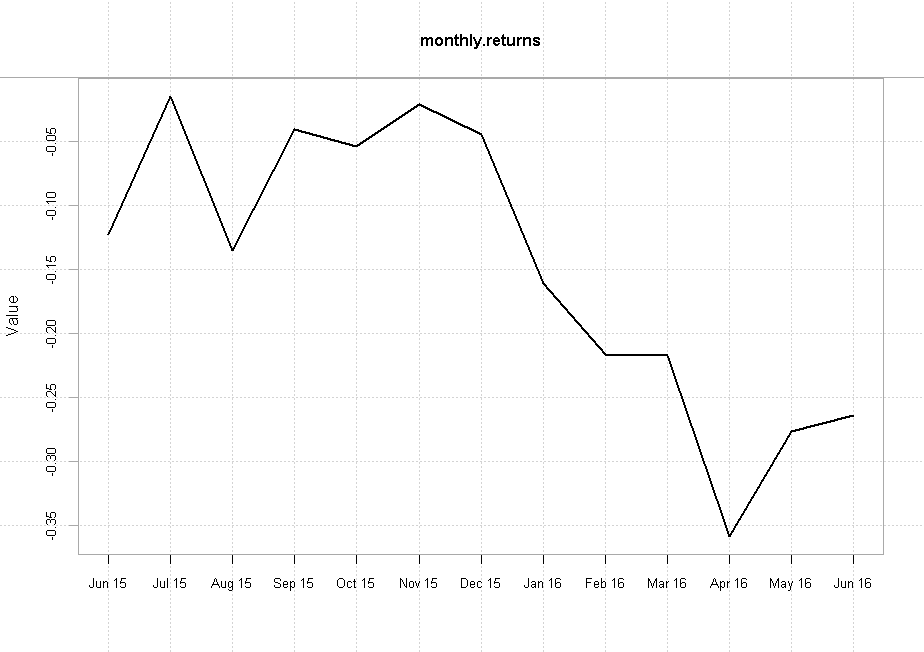 monthly.returns
Value
-0.05
-0.10
-0.15
-0.20
-0.25
-0.30
-0.35
Jun 15 Jul 15 Aug 15 Sep 15 Oct 15 Nov 15 Dec 15 Jan 16 Feb 16 Mar 16 Apr 16 May 16 Jun 16